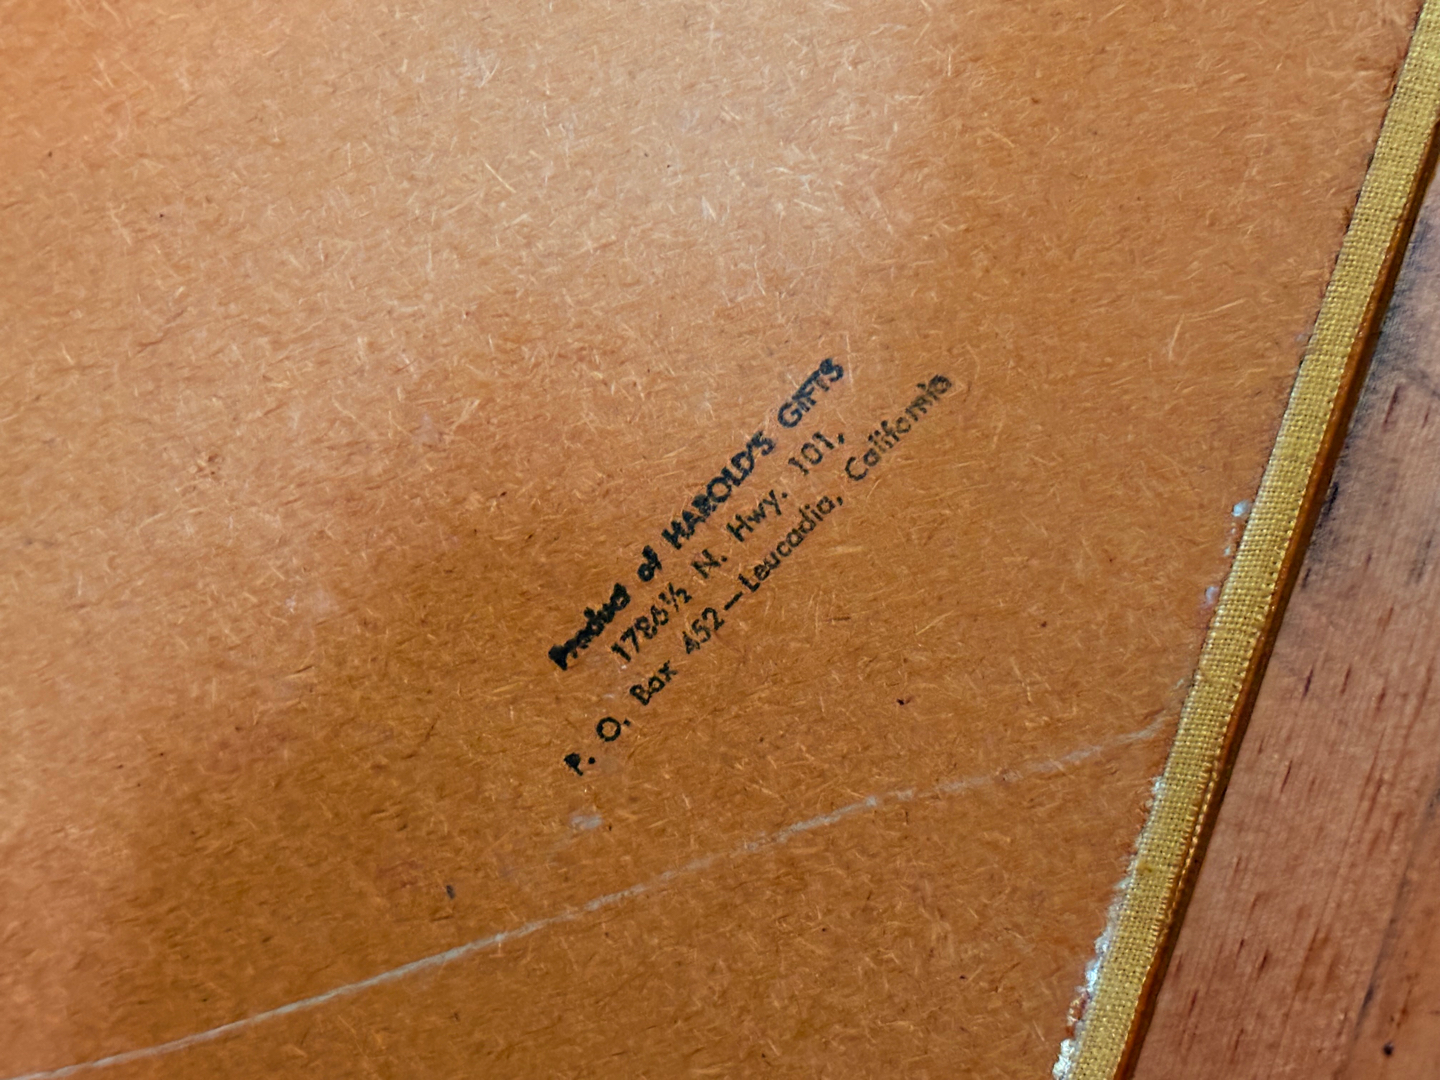 Product of HAROLD'S GIFTS
1786½ N. Hwy. 101,
P. O. Box 452—Leucadia, California